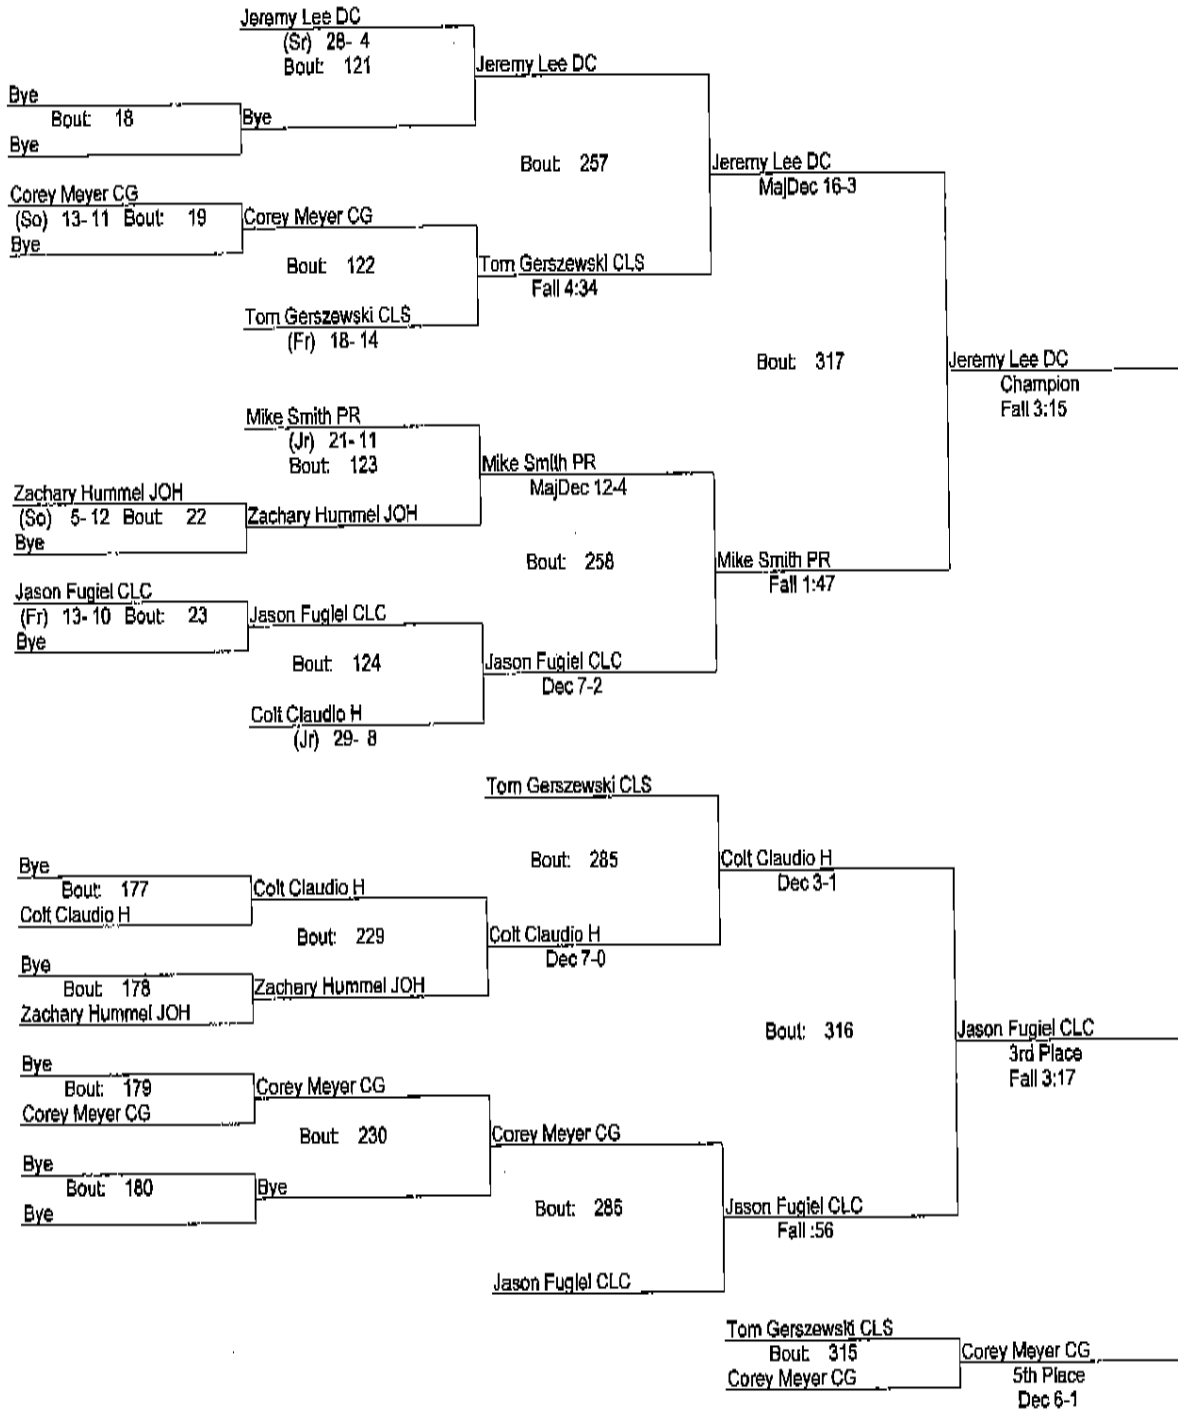 Jeremy Lee DC
(Sr) 28- 4
Bout: 121
Jeremy Lee DC
Bye
Bout: 18
Bye
Bye
Bout: 257
Jeremy Lee DC
MajDec 16-3
Corey Meyer CG
(So) 13- 11 Bout: 19
Bye
Corey Meyer CG
Bout: 122
Tom Gerszewski CLS
Fall 4:34
Tom Gerszewski CLS
(Fr) 18- 14
Bout: 317
Jeremy Lee DC
Champion
Fall 3:15
Mike Smith PR
(Jr) 21- 11
Bout: 123
Mike Smith PR
MajDec 12-4
Zachary Hummel JOH
(So) 5- 12 Bout: 22
Bye
Zachary Hummel JOH
Bout: 258
Mike Smith PR
Fall 1:47
Jason Fugiel CLC
(Fr) 13- 10 Bout: 23
Bye
Jason Fugiel CLC
Bout: 124
Jason Fugiel CLC
Dec 7-2
Colt Claudio H
(Jr) 29- 8
Tom Gerszewski CLS
Bout: 285
Colt Claudio H
Dec 3-1
Bye
Bout: 177
Colt Claudio H
Colt Claudio H
Bout: 229
Colt Claudio H
Dec 7-0
Bye
Bout: 178
Zachary Hummel JOH
Zachary Hummel JOH
Bout: 316
Jason Fugiel CLC
3rd Place
Fall 3:17
Bye
Bout: 179
Corey Meyer CG
Corey Meyer CG
Bout: 230
Corey Meyer CG
Bye
Bout: 180
Bye
Bye
Bout: 286
Jason Fugiel CLC
Fall :56
Jason Fugiel CLC
Tom Gerszewski CLS
Bout: 315
Corey Meyer CG
Corey Meyer CG
5th Place
Dec 6-1